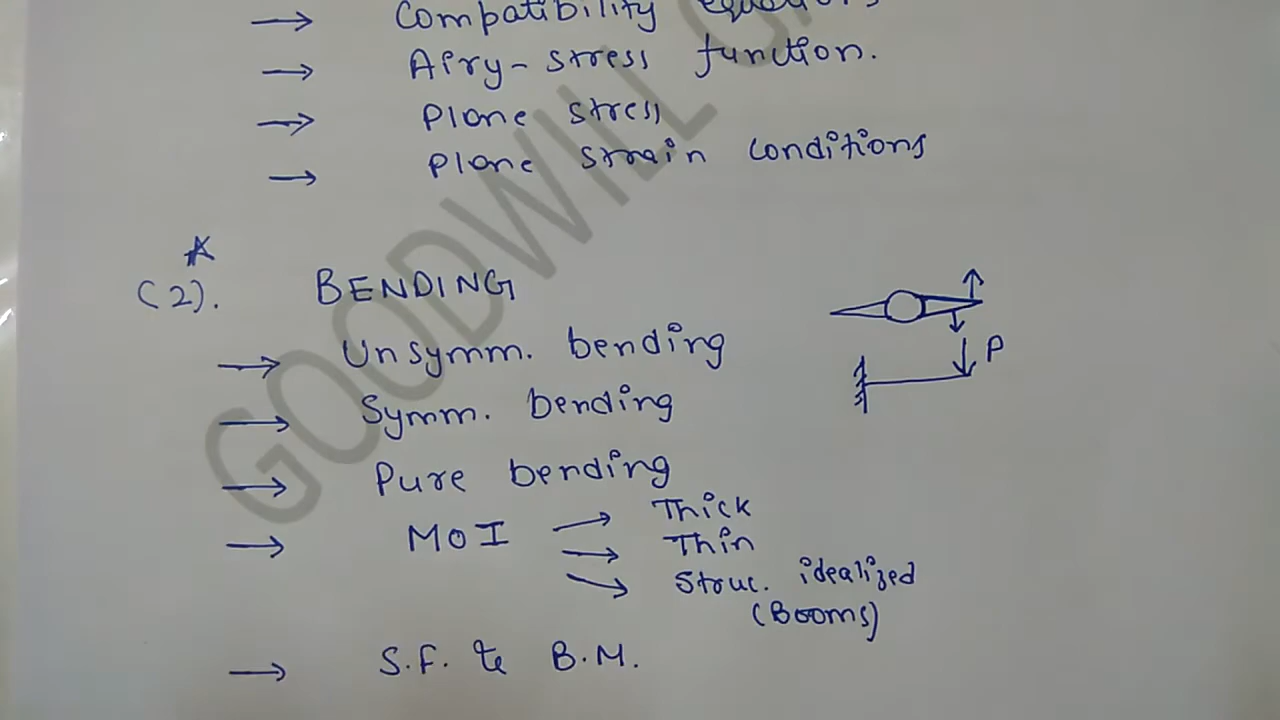 → Compatibility equations
→ Airy-stress function.
→ Plane stress
→ Plane strain conditions
(2). BENDING
→ Unsymm. bending
→ Symm. bending
P
→ Pure bending
→ MOI → Thick
→ Thin
→ Struc. idealized
(Booms)
→ S.F. & B.M.
GOODWILL